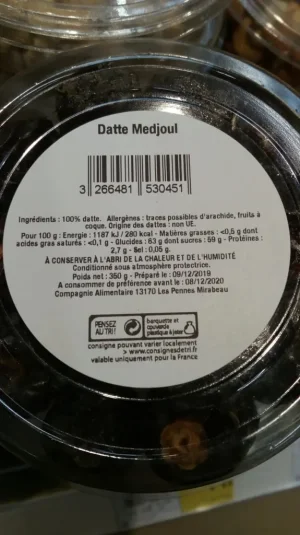 Datte Medjoul
3 266481 530451
Ingrédients : 100% datte. Allergènes : traces possibles d'arachide, fruits à
coque. Origine des dattes : non UE.
Pour 100 g : Energie : 1187 kJ / 280 kcal - Matières grasses : <0,5 g dont
acides gras saturés : <0,1 g - Glucides : 63 g dont sucres : 59 g - Protéines :
2,7 g - Sel : 0,05 g.
À CONSERVER À L'ABRI DE LA CHALEUR ET DE L'HUMIDITÉ
Conditionné sous atmosphère protectrice.
Poids net : 350 g - Préparé le : 09/12/2019
A consommer de préférence avant le : 08/12/2020
Compagnie Alimentaire 13170 Les Pennes Mirabeau
PENSEZ
AU TRI !
barquette et
couvercle
plastique à jeter
consigne pouvant varier localement
> www.consignesdetri.fr
valable uniquement pour la France